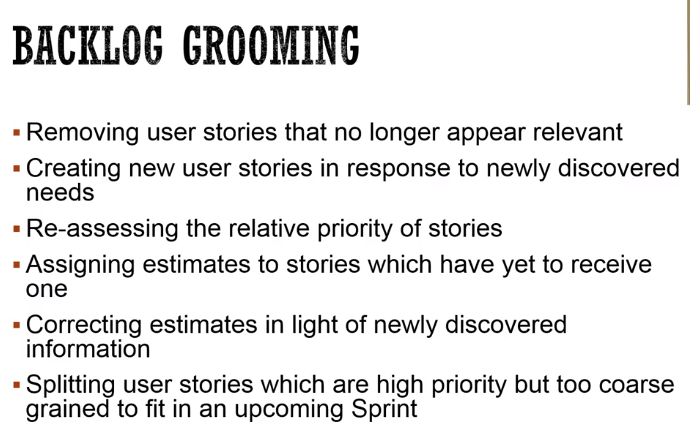 BACKLOG GROOMING
▪ Removing user stories that no longer appear relevant
▪ Creating new user stories in response to newly discovered
needs
▪ Re-assessing the relative priority of stories
▪ Assigning estimates to stories which have yet to receive
one
▪ Correcting estimates in light of newly discovered
information
▪ Splitting user stories which are high priority but too coarse
grained to fit in an upcoming Sprint